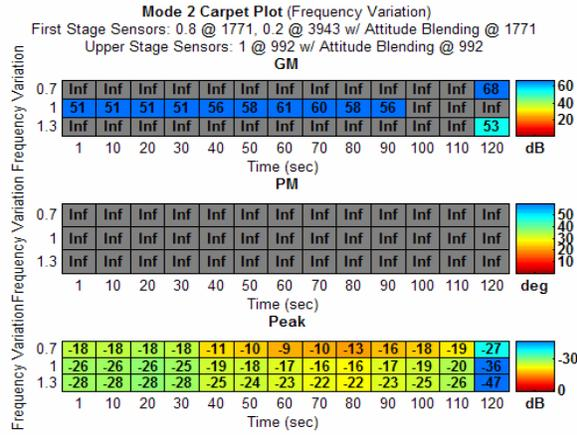 Mode 2 Carpet Plot (Frequency Variation)
First Stage Sensors: 0.8 @ 1771, 0.2 @ 3943 w/ Attitude Blending @ 1771
Upper Stage Sensors: 1 @ 992 w/ Attitude Blending @ 992
GM
Frequency Variation
0.7 Inf Inf Inf Inf Inf Inf Inf Inf Inf Inf Inf Inf 68
1 51 51 51 51 56 58 61 60 58 56 Inf Inf Inf
1.3 Inf Inf Inf Inf Inf Inf Inf Inf Inf Inf Inf Inf 53
1 10 20 30 40 50 60 70 80 90 100 110 120
Time (sec)
60
40
20
dB
PM
Frequency Variation
0.7 Inf Inf Inf Inf Inf Inf Inf Inf Inf Inf Inf Inf Inf
1 Inf Inf Inf Inf Inf Inf Inf Inf Inf Inf Inf Inf Inf
1.3 Inf Inf Inf Inf Inf Inf Inf Inf Inf Inf Inf Inf Inf
1 10 20 30 40 50 60 70 80 90 100 110 120
Time (sec)
50
40
30
20
10
deg
Peak
Frequency Variation
0.7 -18 -18 -18 -18 -11 -10 -9 -10 -13 -16 -18 -19 -27
1 -26 -26 -26 -25 -19 -18 -17 -16 -16 -17 -19 -20 -36
1.3 -28 -28 -28 -28 -25 -24 -23 -22 -22 -23 -25 -26 -47
1 10 20 30 40 50 60 70 80 90 100 110 120
Time (sec)
-30
0
dB